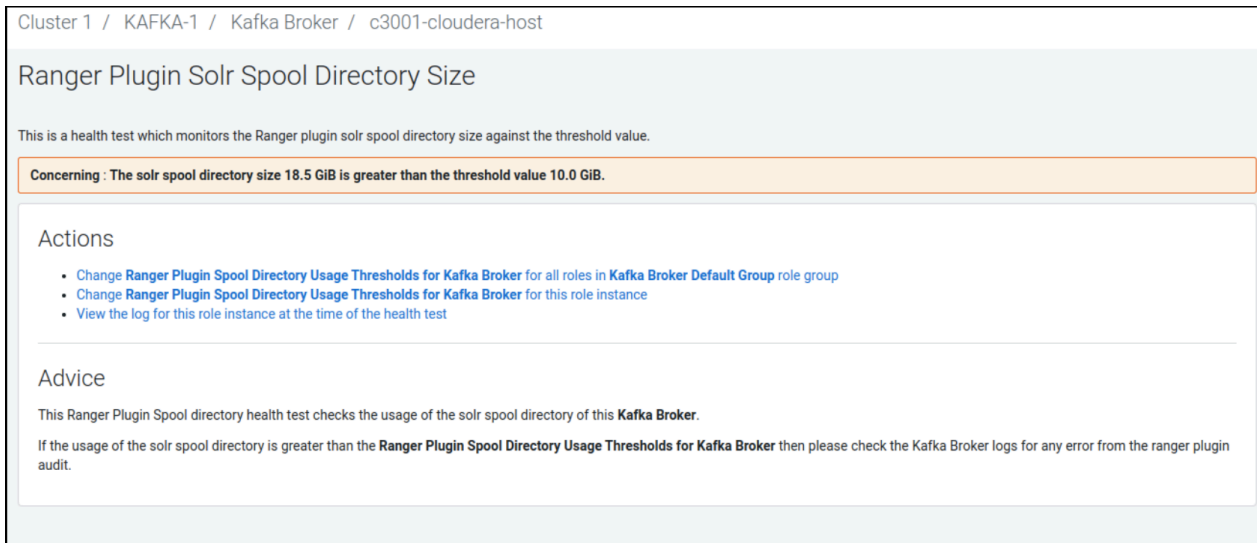 Cluster 1 / KAFKA-1 / Kafka Broker / c3001-cloudera-host
Ranger Plugin Solr Spool Directory Size
This is a health test which monitors the Ranger plugin solr spool directory size against the threshold value.
Concerning : The solr spool directory size 18.5 GiB is greater than the threshold value 10.0 GiB.
Actions
• Change Ranger Plugin Spool Directory Usage Thresholds for Kafka Broker for all roles in Kafka Broker Default Group role group
• Change Ranger Plugin Spool Directory Usage Thresholds for Kafka Broker for this role instance
• View the log for this role instance at the time of the health test
Advice
This Ranger Plugin Spool directory health test checks the usage of the solr spool directory of this Kafka Broker.
If the usage of the solr spool directory is greater than the Ranger Plugin Spool Directory Usage Thresholds for Kafka Broker then please check the Kafka Broker logs for any error from the ranger plugin
audit.